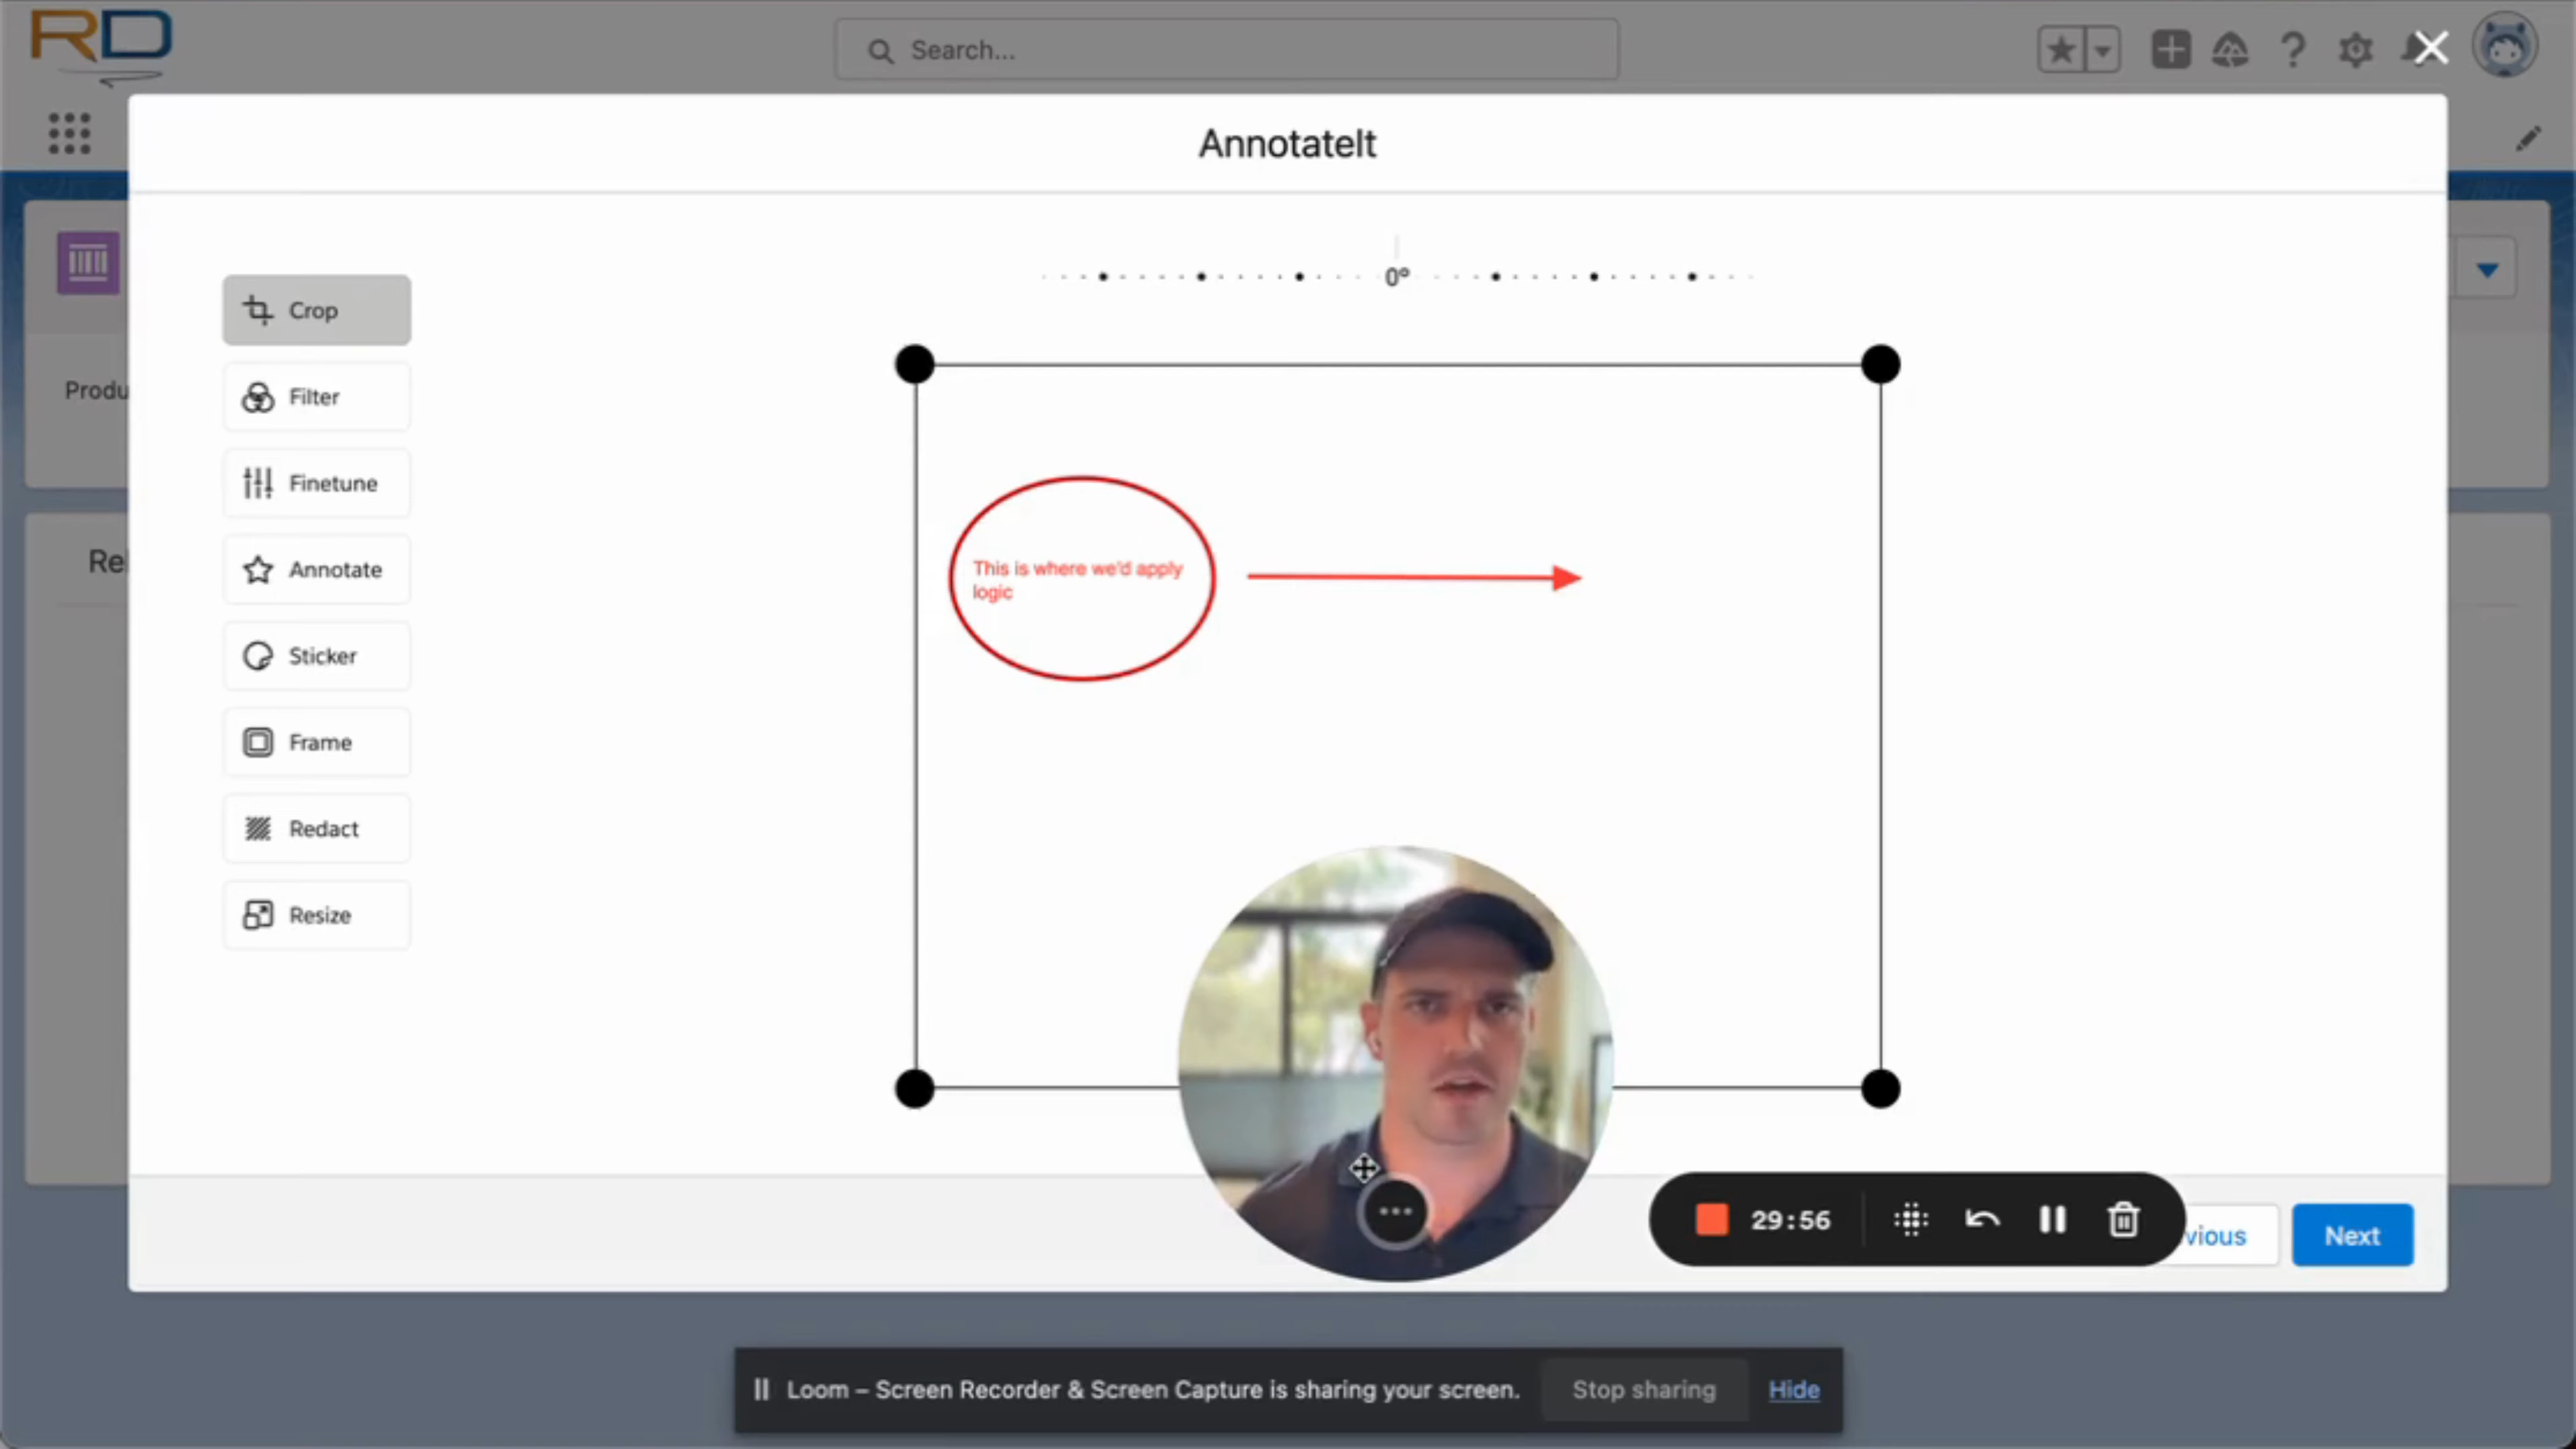 RD
Search...
AnnotateIt
Produ
Rel
Crop
Filter
Finetune
Annotate
Sticker
Frame
Redact
Resize
0°
This is where we'd apply
logic
29:56
vious
Next
Loom – Screen Recorder & Screen Capture is sharing your screen.
Stop sharing
Hide